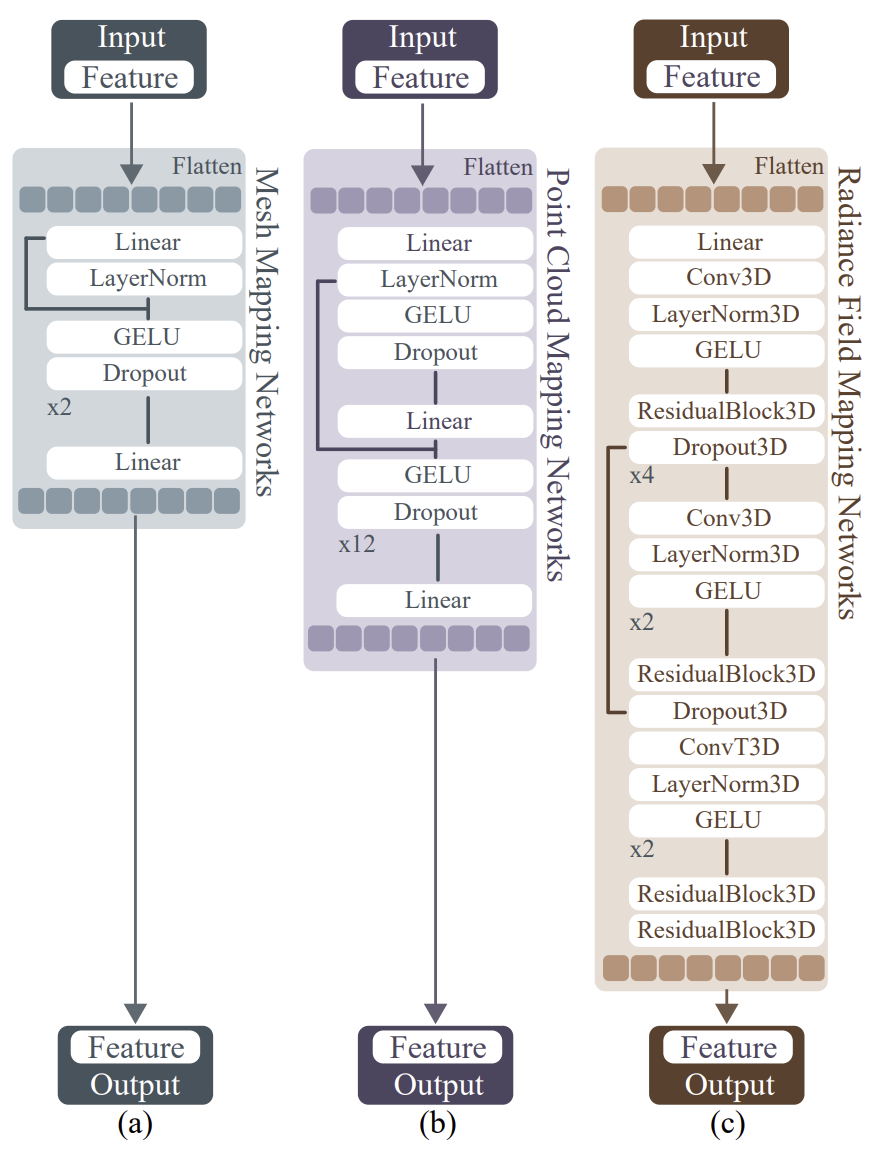 Input
Feature
Flatten
Linear
LayerNorm
GELU
Dropout
x2
Linear
Mesh Mapping Networks
Feature
Output
(a)
Input
Feature
Flatten
Linear
LayerNorm
GELU
Dropout
Linear
GELU
Dropout
x12
Linear
Point Cloud Mapping Networks
Feature
Output
(b)
Input
Feature
Flatten
Linear
Conv3D
LayerNorm3D
GELU
ResidualBlock3D
Dropout3D
x4
Conv3D
LayerNorm3D
GELU
x2
ResidualBlock3D
Dropout3D
ConvT3D
LayerNorm3D
GELU
x2
ResidualBlock3D
ResidualBlock3D
Radiance Field Mapping Networks
Feature
Output
(c)